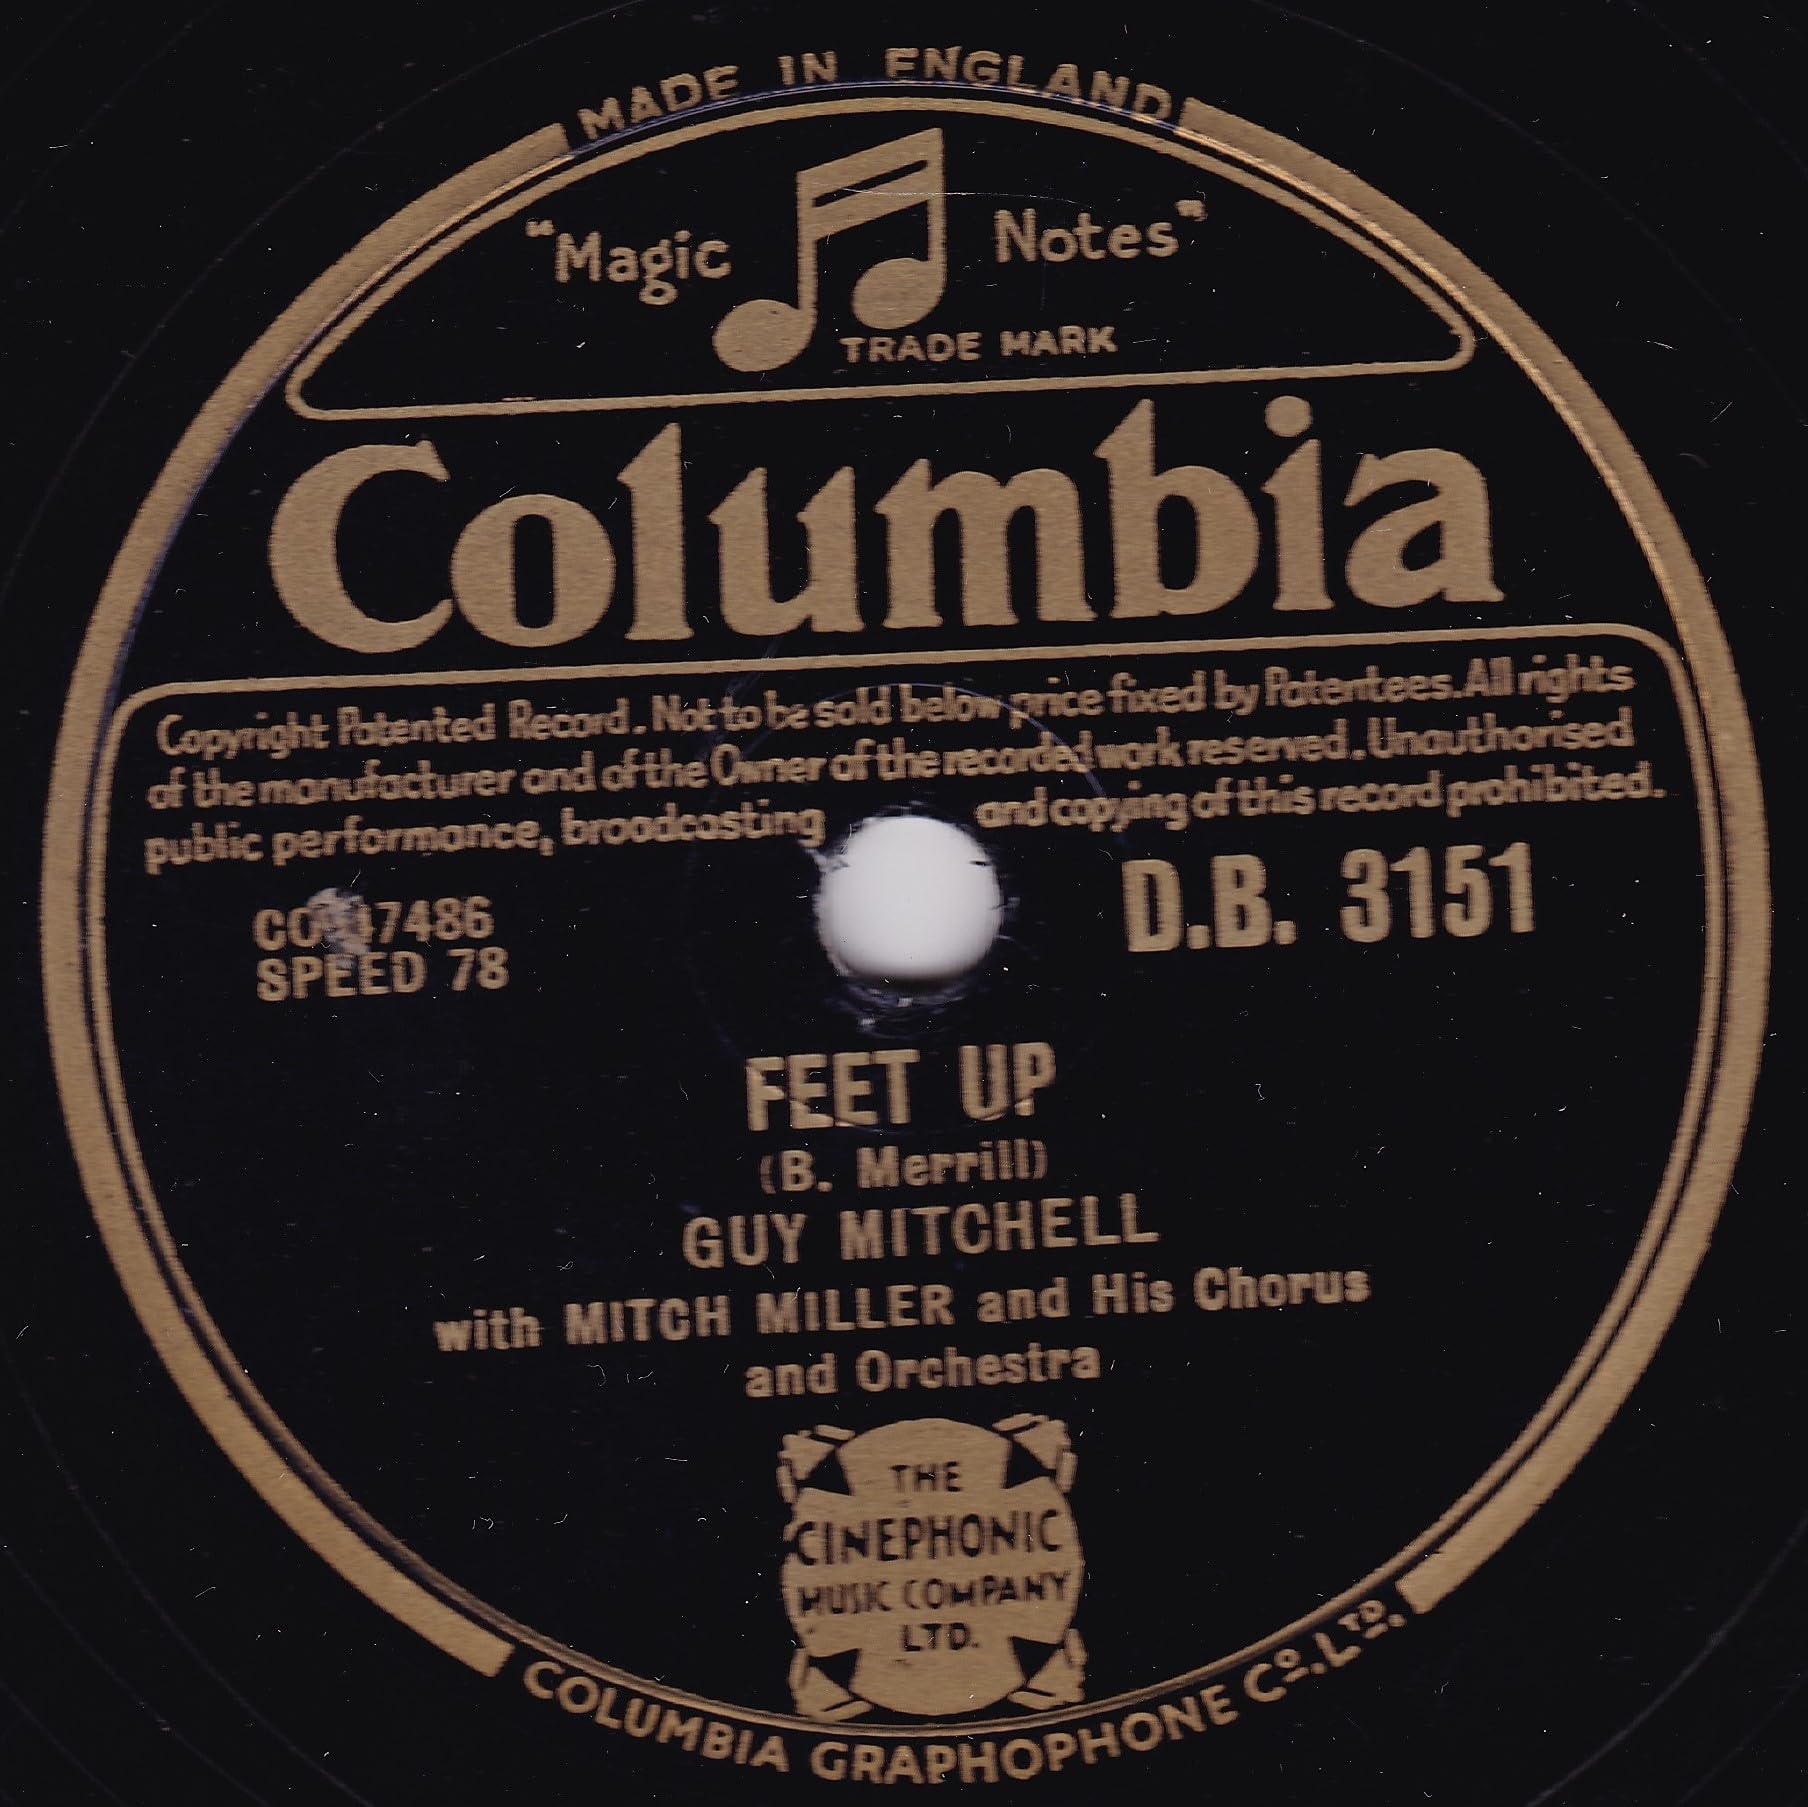 MADE IN ENGLAND
"Magic Notes"
TRADE MARK
Columbia
Copyright Patented Record. Not to be sold below price fixed by Patentees. All rights
of the manufacturer and of the Owner of the recorded work reserved. Unauthorised
public performance, broadcasting and copying of this record prohibited.
D.B. 3151
SPEED 78
FEET UP
(B. Merrill)
GUY MITCHELL
with MITCH MILLER and His Chorus
and Orchestra
THE
CINEPHONIC
MUSIC COMPANY
LTD.
COLUMBIA GRAPHOPHONE Co. LTD.